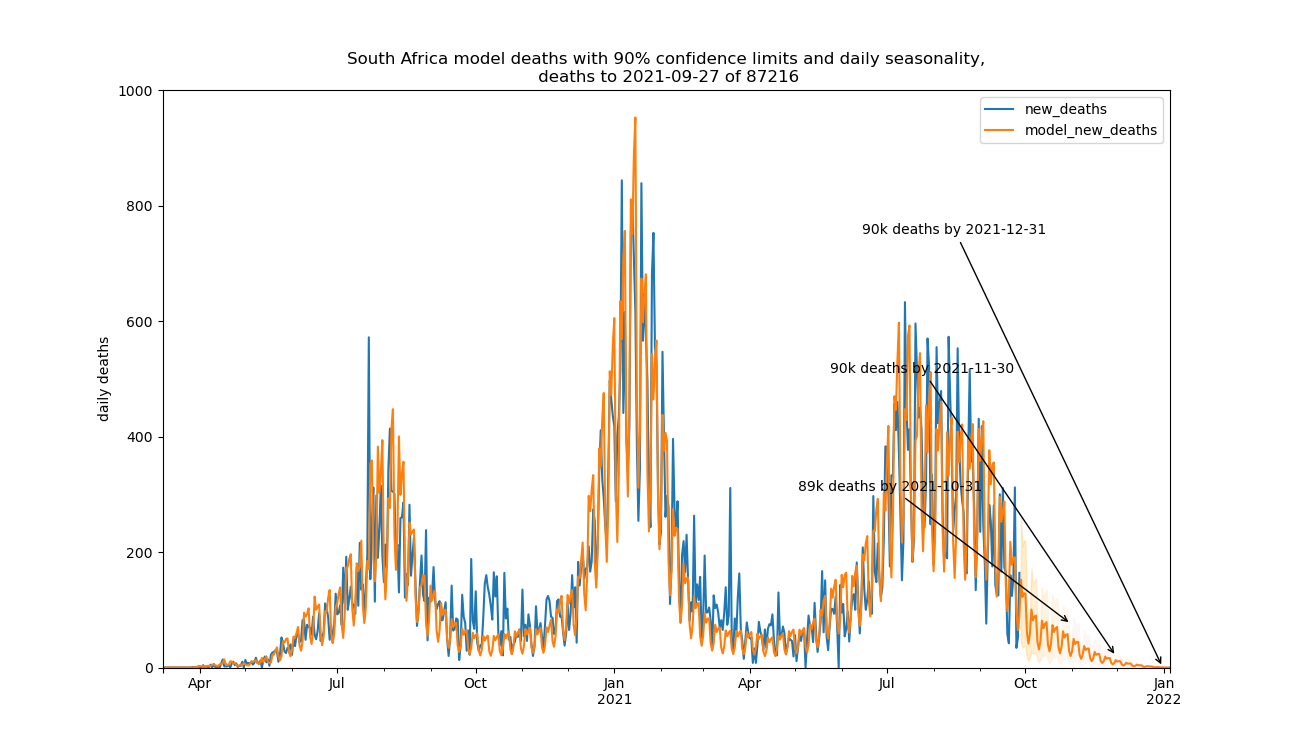 South Africa model deaths with 90% confidence limits and daily seasonality,
deaths to 2021-09-27 of 87216
1000
800
600
400
200
0
daily deaths
new_deaths
model_new_deaths
90k deaths by 2021-12-31
90k deaths by 2021-11-30
89k deaths by 2021-10-31
Apr
Jul
Oct
Jan
2021
Apr
Jul
Oct
Jan
2022